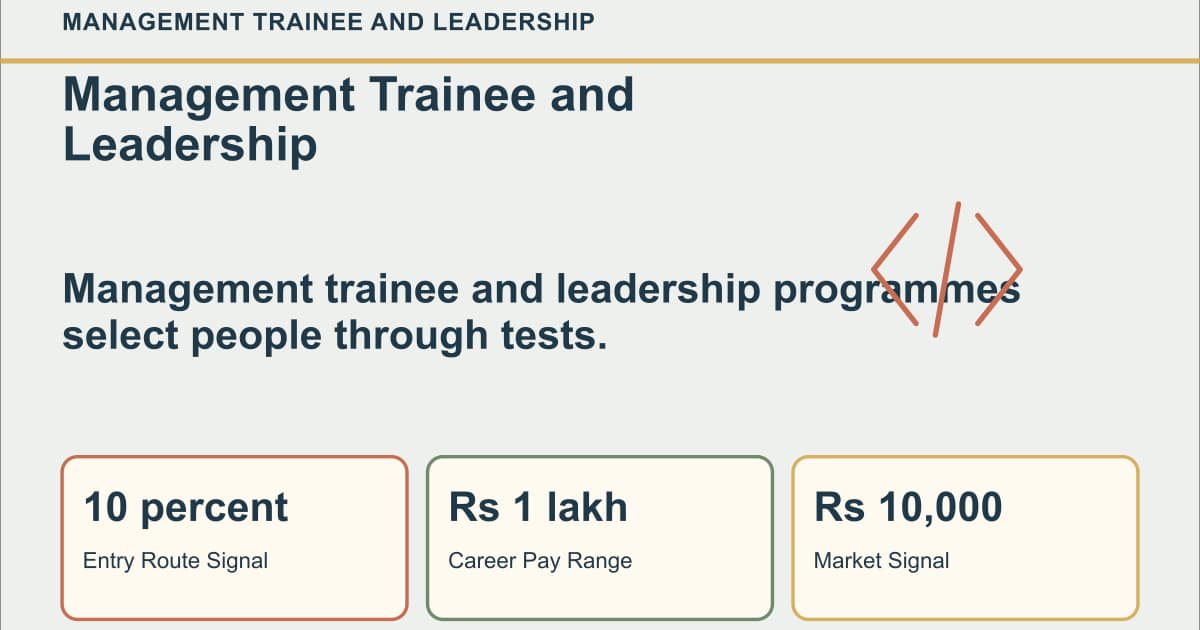 MANAGEMENT TRAINEE AND LEADERSHIP
Management Trainee and
Leadership
Management trainee and leadership programmes
select people through tests.
10 percent
Entry Route Signal
Rs 1 lakh
Career Pay Range
Rs 10,000
Market Signal